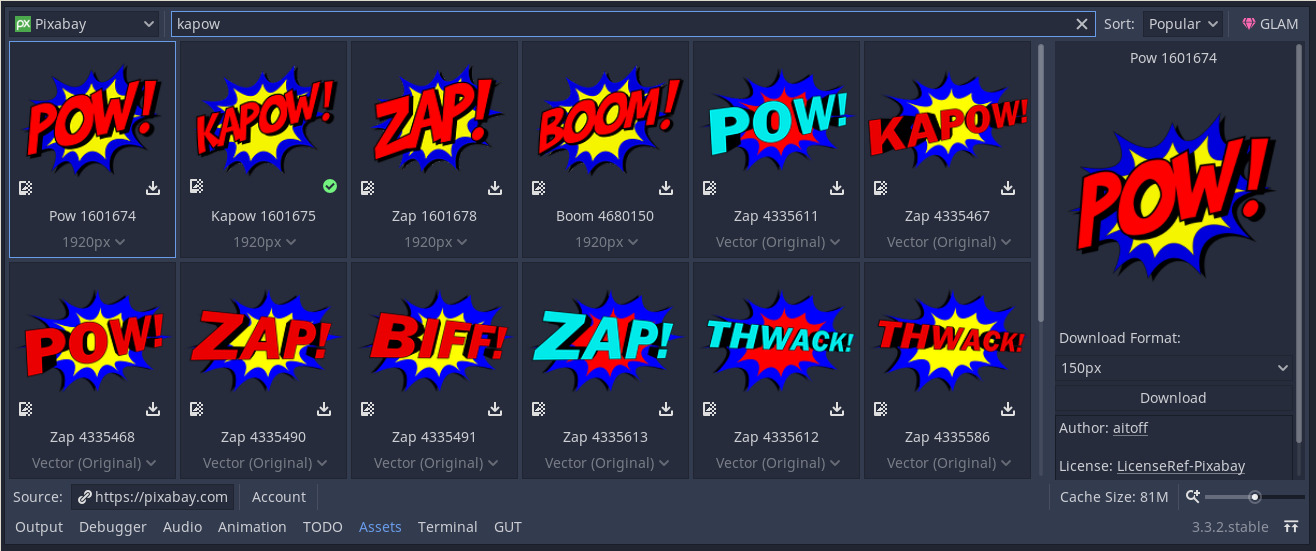 px Pixabay kapow Sort: Popular GLAM
POW! KAPOW! ZAP! BOOM! POW! KAPOW!
Pow 1601674 Kapow 1601675 Zap 1601678 Boom 4680150 Zap 4335611 Zap 4335467
1920px 1920px 1920px 1920px Vector (Original) Vector (Original)
POW! ZAP! BIFF! ZAP! THWACK! THWACK!
Zap 4335468 Zap 4335490 Zap 4335491 Zap 4335613 Zap 4335612 Zap 4335586
Vector (Original) Vector (Original) Vector (Original) Vector (Original) Vector (Original) Vector (Original)
Pow 1601674
POW!
Download Format:
150px
Download
Author: aitoff
License: LicenseRef-Pixabay
Source: https://pixabay.com Account Cache Size: 81M
Output Debugger Audio Animation TODO Assets Terminal GUT 3.3.2.stable